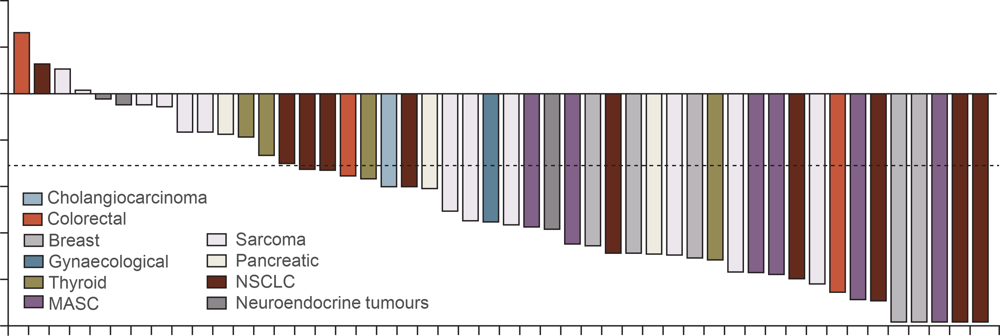 Cholangiocarcinoma
Colorectal
Breast
Gynaecological
Thyroid
MASC
Sarcoma
Pancreatic
NSCLC
Neuroendocrine tumours